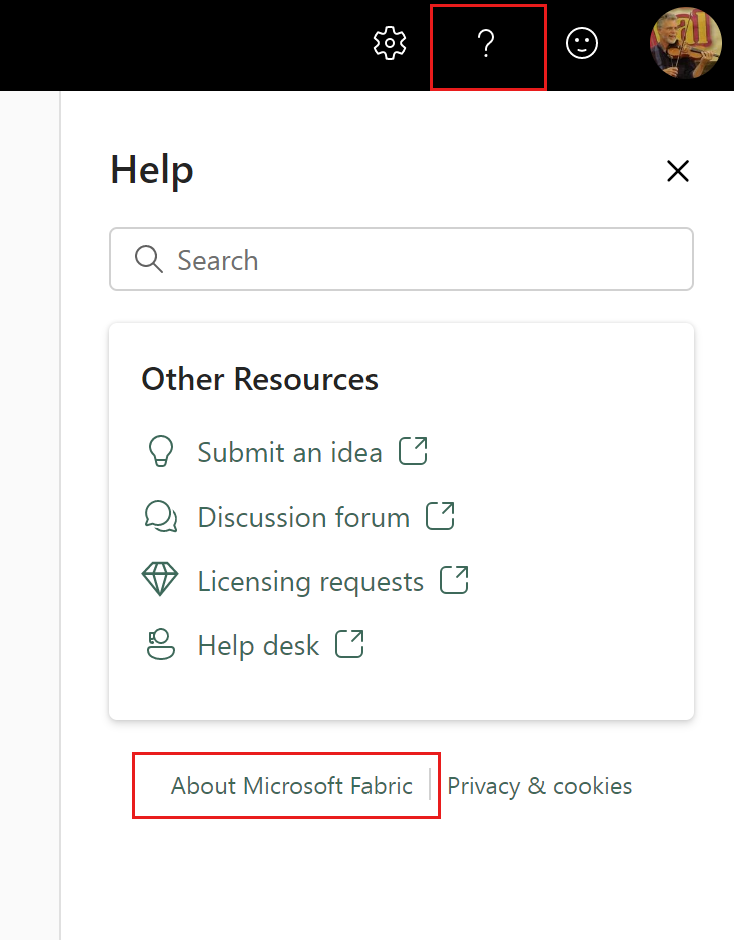 ?
Help
Search
Other Resources
Submit an idea
Discussion forum
Licensing requests
Help desk
About Microsoft Fabric | Privacy & cookies